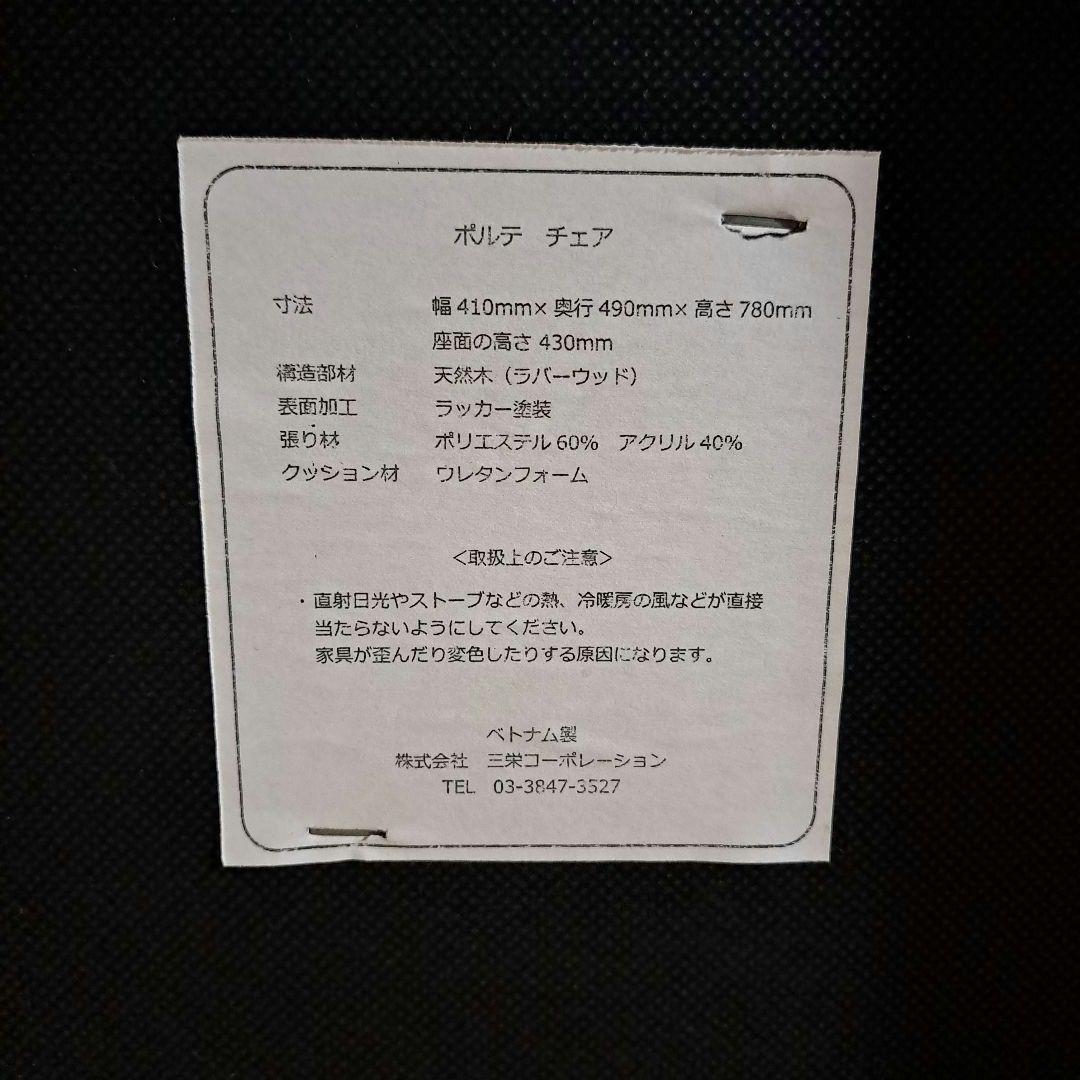 ポルテ　チェア
寸法　幅 410mm× 奥行 490mm× 高さ 780mm
座面の高さ 430mm
構造部材　天然木（ラバーウッド）
表面加工　ラッカー塗装
張り材　ポリエステル 60%　アクリル 40%
クッション材　ウレタンフォーム
＜取扱上のご注意＞
・直射日光やストーブなどの熱、冷暖房の風などが直接
当たらないようにしてください。
家具が歪んだり変色したりする原因になります。
ベトナム製
株式会社　三栄コーポレーション
TEL　03-3847-3527